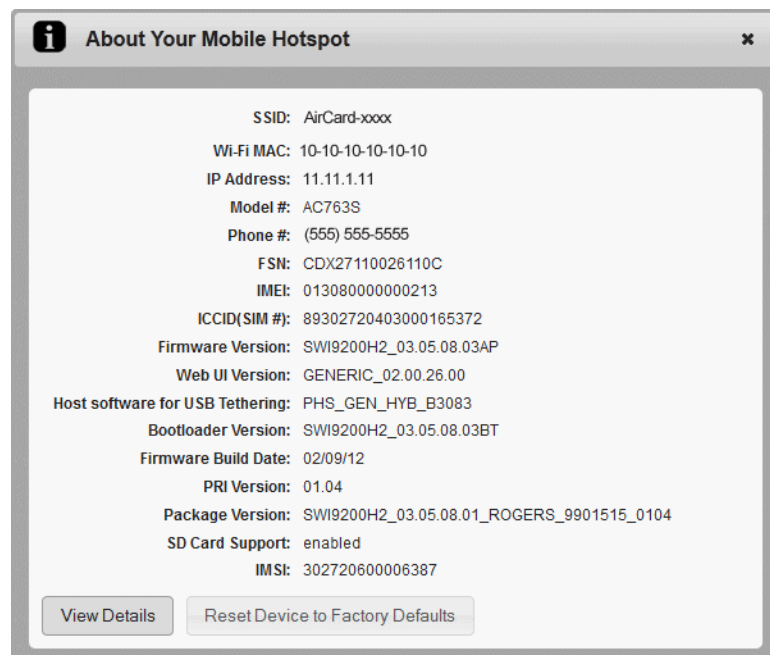 i About Your Mobile Hotspot ×
SSID: AirCard-xxxx
Wi-Fi MAC: 10-10-10-10-10-10
IP Address: 11.11.1.11
Model #: AC763S
Phone #: (555) 555-5555
FSN: CDX27110026110C
IMEI: 013080000000213
ICCID(SIM #): 89302720403000165372
Firmware Version: SWI9200H2_03.05.08.03AP
Web UI Version: GENERIC_02.00.26.00
Host software for USB Tethering: PHS_GEN_HYB_B3083
Bootloader Version: SWI9200H2_03.05.08.03BT
Firmware Build Date: 02/09/12
PRI Version: 01.04
Package Version: SWI9200H2_03.05.08.01_ROGERS_9901515_0104
SD Card Support: enabled
IMSI: 302720600006387
View Details Reset Device to Factory Defaults